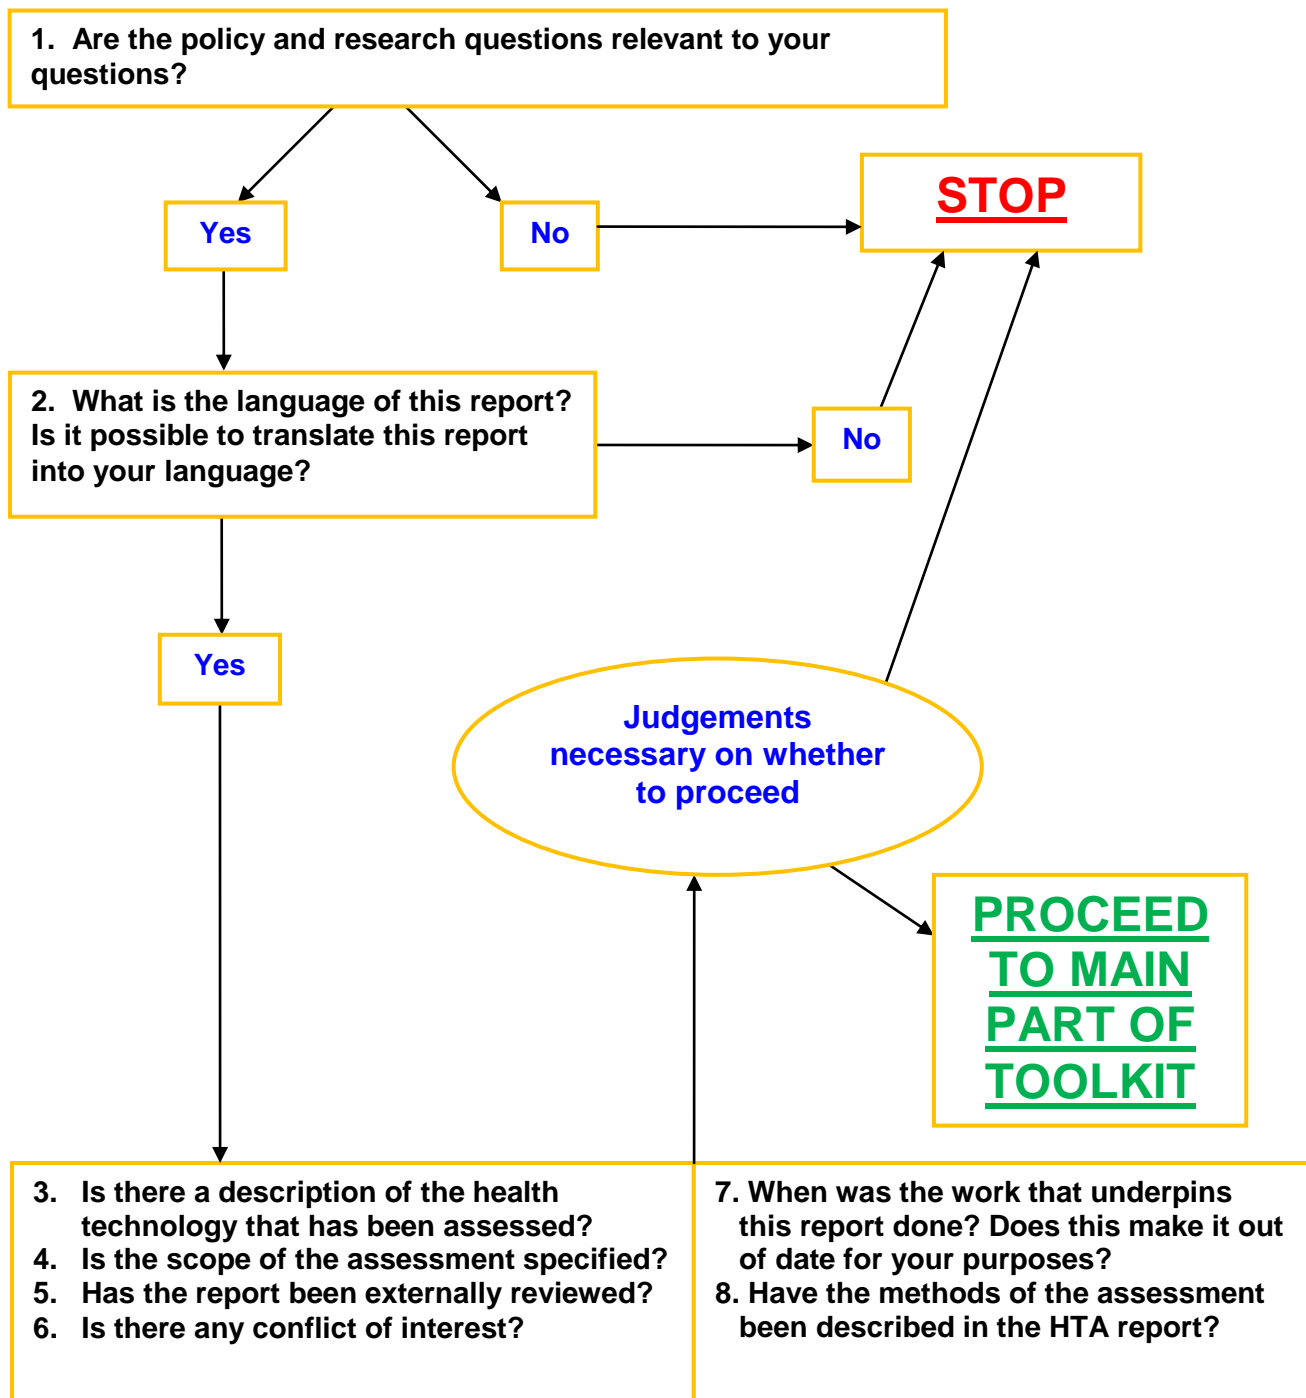 1. Are the policy and research questions relevant to your
questions?
STOP
Yes
No
2. What is the language of this report?
Is it possible to translate this report
into your language?
No
Yes
Judgements
necessary on whether
to proceed
PROCEED
TO MAIN
PART OF
TOOLKIT
3. Is there a description of the health
technology that has been assessed?
4. Is the scope of the assessment specified?
5. Has the report been externally reviewed?
6. Is there any conflict of interest?
7. When was the work that underpins
this report done? Does this make it out
of date for your purposes?
8. Have the methods of the assessment
been described in the HTA report?